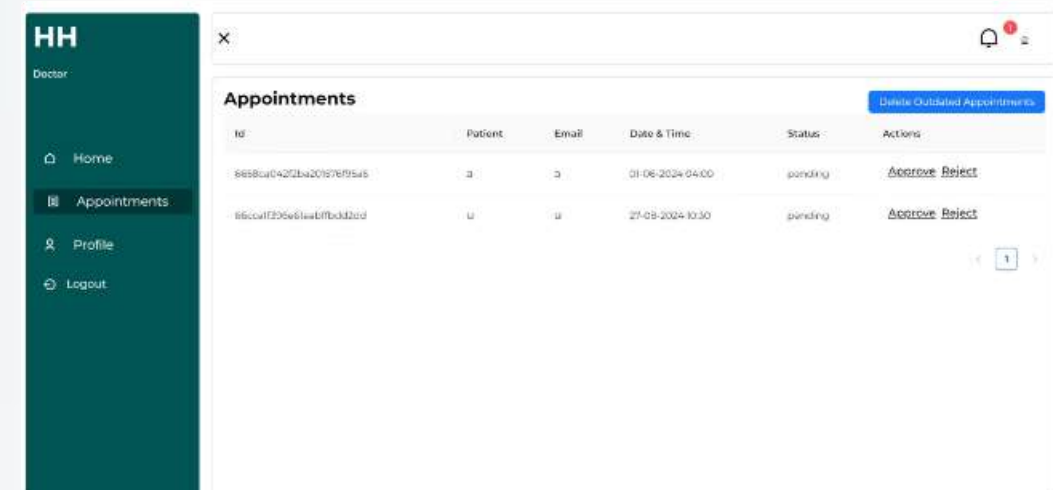 HH
Doctor
Home
Appointments
Profile
Logout
1
a
Appointments
Delete Outdated Appointments
Id Patient Email Date & Time Status Actions
a a 01-06-2024 04:00 pending Approve Reject
u u 27-08-2024 10:30 pending Approve Reject
1